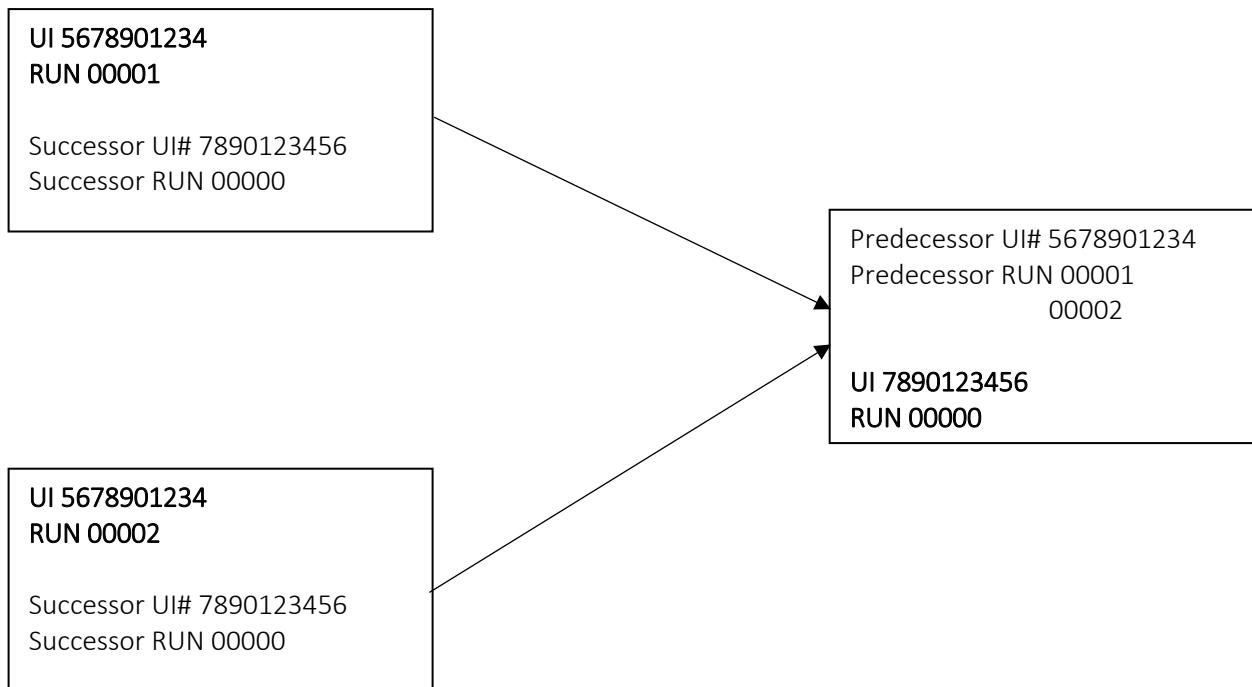 UI 5678901234
RUN 00001
Successor UI# 7890123456
Successor RUN 00000
Predecessor UI# 5678901234
Predecessor RUN 00001
00002
UI 7890123456
RUN 00000
UI 5678901234
RUN 00002
Successor UI# 7890123456
Successor RUN 00000